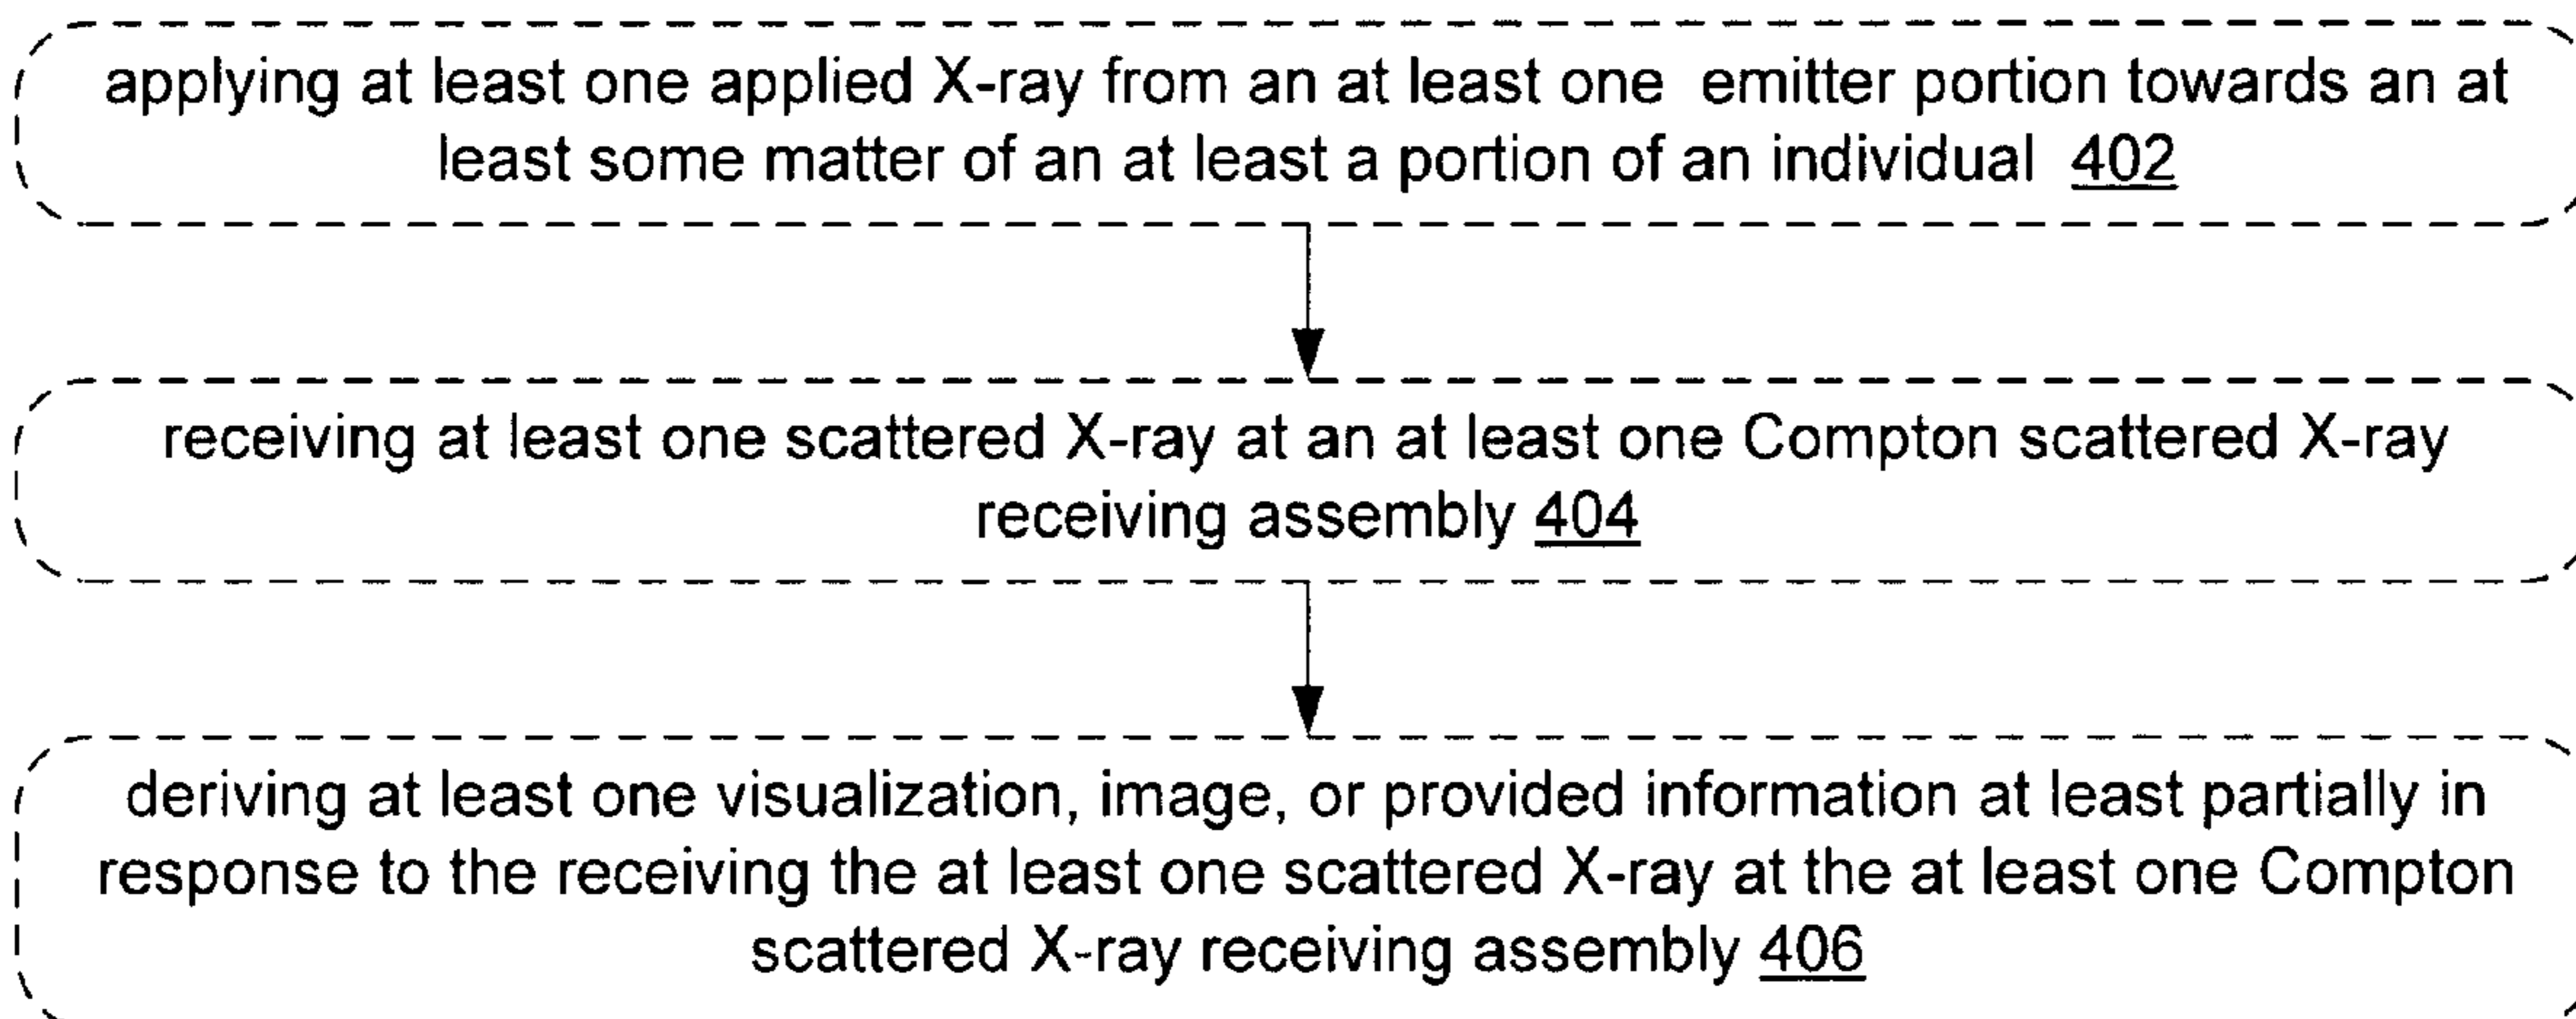 applying at least one applied X-ray from an at least one emitter portion towards an at
least some matter of an at least a portion of an individual 402
receiving at least one scattered X-ray at an at least one Compton scattered X-ray
receiving assembly 404
deriving at least one visualization, image, or provided information at least partially in
response to the receiving the at least one scattered X-ray at the at least one Compton
scattered X-ray receiving assembly 406